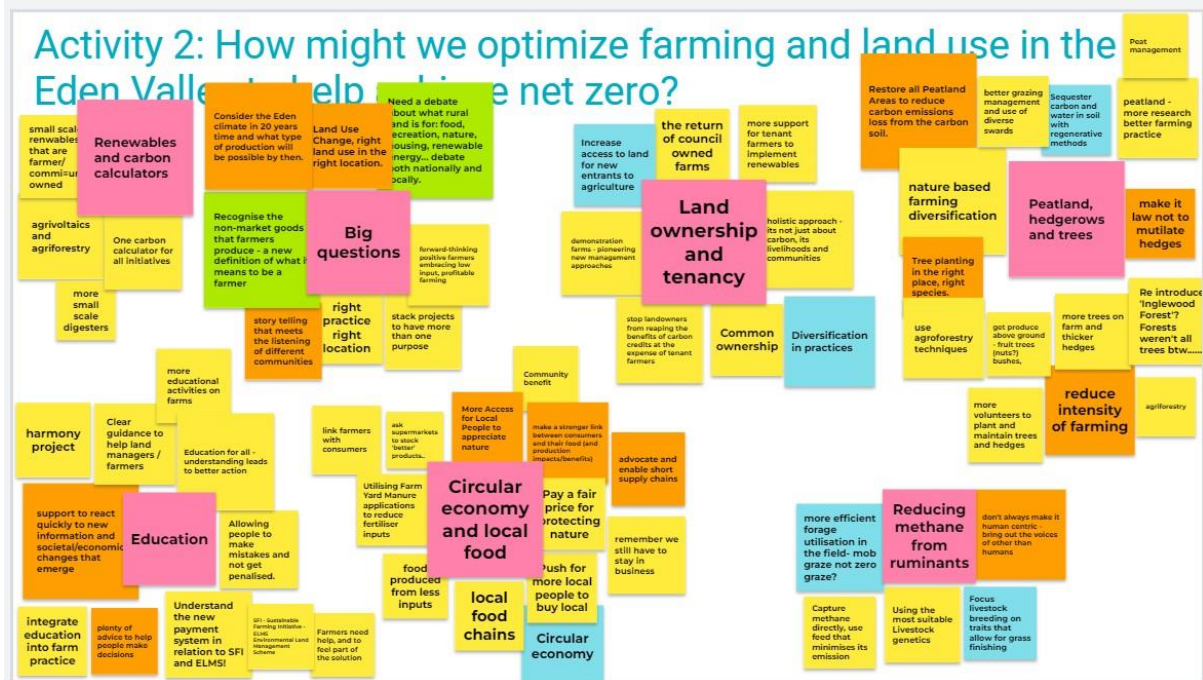 Activity 2: How might we optimize farming and land use in the
Eden Valley to help net zero?
small scale
renwables
that are
farmer/
commi=un
owned
Renewables
and carbon
calculators
agrivoltaics
and
agriforestry
One carbon
calculator for
all initiatives
more
small
scale
digesters
Consider the Eden
climate in 20 years
time and what type
of production will
be possible by then.
Land Use
Change, right
land use in the
right location.
Need a debate
about what rural
land is for: food,
recreation, nature,
housing, renewable
energy... debate
both nationally and
locally.
Recognise the
non-market goods
that farmers
produce - a new
definition of what i
means to be a
farmer
Big
questions
forward-thinking
positive farmers
embracing low
input, profitable
farming
story telling
that meets
the listening
of different
communities
right
practice
right
location
stack projects
to have more
than one
purpose
Increase
access to land
for new
entrants to
agriculture
the return
of council
owned
farms
more support
for tenant
farmers to
implement
renewables
demonstration
farms - pioneering
new management
approaches
Land
ownership
and
tenancy
holistic approach -
its not just about
carbon, its
livelihoods and
communities
stop landowners
from reaping the
benefits of carbon
credits at the
expense of tenant
farmers
Common
ownership
Diversification
in practices
Peat
management
Restore all Peatland
Areas to reduce
carbon emissions
loss from the carbon
soil.
better grazing
management
and use of
diverse
swards
Sequester
carbon and
water in soil
with
regenerative
methods
peatland -
more research
better farming
practice
nature based
farming
diversification
Peatland,
hedgerows
and trees
make it
law not to
mutilate
hedges
Tree planting
in the right
place, right
species.
use
agroforestry
techniques
get produce
above ground
- fruit trees
(nuts?)
bushes,
more trees on
farm and
thicker
hedges
Re introduce
'Inglewood
Forest'?
Forests
weren't all
trees btw.....
more
volunteers to
plant and
maintain trees
and hedges
reduce
intensity
of farming
agriforestry
more
educational
activities on
farms
harmony
project
Clear
guidance to
help land
managers /
farmers
Education for all -
understanding leads
to better action
support to react
quickly to new
information and
societal/economic
changes that
emerge
Education
Allowing
people to
make
mistakes and
not get
penalised.
integrate
education
into farm
practice
plenty of
advice to help
people make
decisions
Understand
the new
payment
system in
relation to SFI
and ELMS!
SFI - Sustainable
Farming Initiative -
ELMS
Environmental Land
Management
Scheme
Farmers need
help, and to
feel part of
the solution
Community
benefit
link farmers
with
consumers
ask
supermarkets
to stock
'better'
products..
More Access
for Local
People to
appreciate
nature
make a stronger link
between consumers
and their food (and
production
impacts/benefits)
advocate and
enable short
supply chains
Utilising Farm
Yard Manure
applications
to reduce
fertiliser
inputs
Circular
economy
and local
food
Pay a fair
price for
protecting
nature
remember we
still have to
stay in
business
food
produced
from less
inputs
local
food
chains
Push for
more local
people to
buy local
Circular
economy
more efficient
forage
utilisation in
the field- mob
graze not zero
graze?
Reducing
methane
from
ruminants
don't always make it
human centric -
bring out the voices
of other than
humans
Capture
methane
directly, use
feed that
minimises its
emission
Using the
most suitable
Livestock
genetics
Focus
livestock
breeding on
traits that
allow for grass
finishing